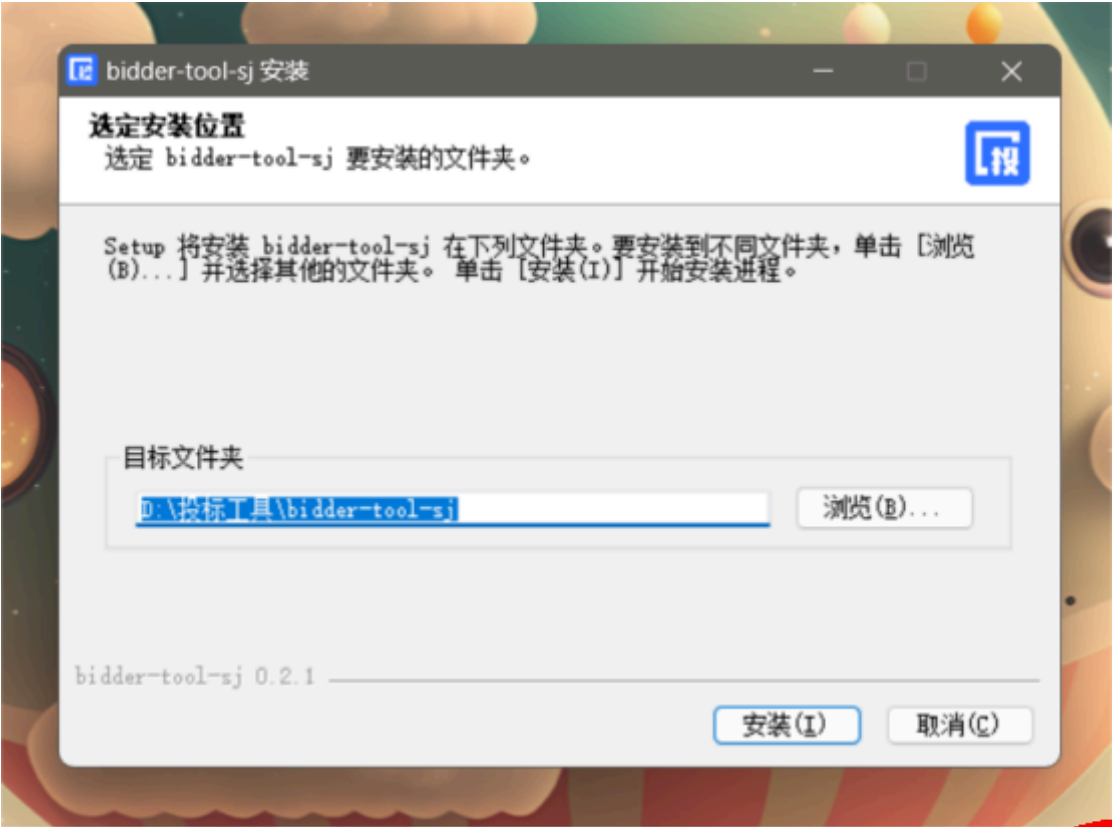 bidder-tool-sj 安装
选定安装位置
选定 bidder-tool-sj 要安装的文件夹。
投
Setup 将安装 bidder-tool-sj 在下列文件夹。要安装到不同文件夹，单击 [浏览
(B)...] 并选择其他的文件夹。 单击 [安装(I)] 开始安装进程。
目标文件夹
D:\投标工具\bidder-tool-sj
浏览(B)...
bidder-tool-sj 0.2.1
安装(I)
取消(C)